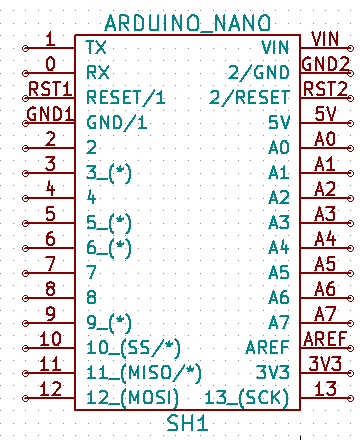 ARDUINO_NANO
1 TX VIN VIN
0 RX 2/GND GND2
RST1 RESET/1 2/RESET RST2
GND1 GND/1 5V 5V
2 2 A0 A0
3 3_(*) A1 A1
4 4 A2 A2
5 5_(*) A3 A3
6 6_(*) A4 A4
7 7 A5 A5
8 8 A6 A6
9 9_(*) A7 A7
10 10_(SS/*) AREF AREF
11 11_(MISO/*) 3V3 3V3
12 12_(MOSI) 13_(SCK) 13
SH1